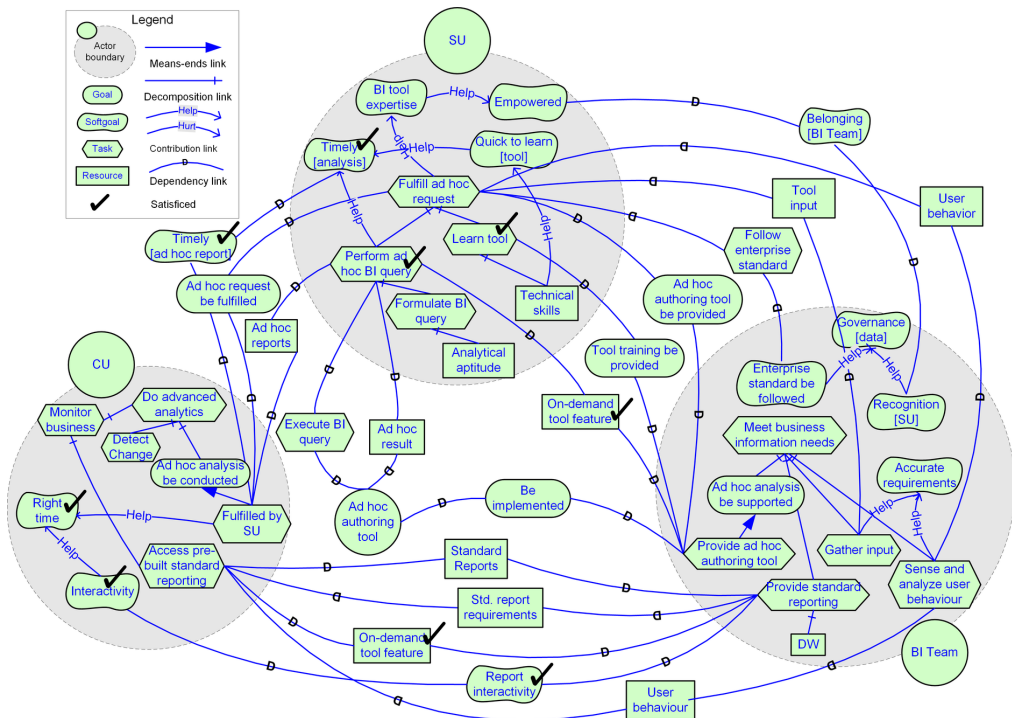 Legend
Actor
boundary
Means-ends link
Decomposition link
Goal
Softgoal
Help
Hurt
Contribution link
Task
D
Dependency link
Resource
Satisficed
SU
BI tool
expertise
Help
Empowered
D
Belonging
[BI Team]
Timely
[analysis]
Help
Help
Quick to learn
[tool]
D
Fulfill ad hoc
request
D
Tool
input
User
behavior
D
D
D
Help
Learn tool
Help
D
Follow
enterprise
standard
Timely
[ad hoc report]
D
Perform ad
hoc BI query
D
Ad hoc request
be fulfilled
Formulate BI
query
Technical
skills
Ad hoc
authoring tool
be provided
D
D
Governance
[data]
Ad hoc
reports
D
Analytical
aptitude
Tool training be
provided
Help
Help
Enterprise
standard be
followed
D
Recognition
[SU]
D
CU
D
D
D
D
D
D
Monitor
business
Do advanced
analytics
Detect
Change
Execute BI
query
Ad hoc
result
On-demand
tool feature
Meet business
information needs
Ad hoc analysis
be conducted
D
D
D
D
D
Ad hoc analysis
be supported
Accurate
requirements
Right
time
Help
Fulfilled by
SU
Ad hoc
authoring
tool
D
Be
implemented
D
Help
Help
Help
Access pre-
built standard
reporting
Provide ad hoc
authoring tool
Gather input
Sense and
analyze user
behaviour
Interactivity
D
Standard
Reports
D
Provide standard
reporting
D
Std. report
requirements
D
D
On-demand
tool feature
D
DW
BI Team
D
Report
interactivity
D
D
User
behaviour
D